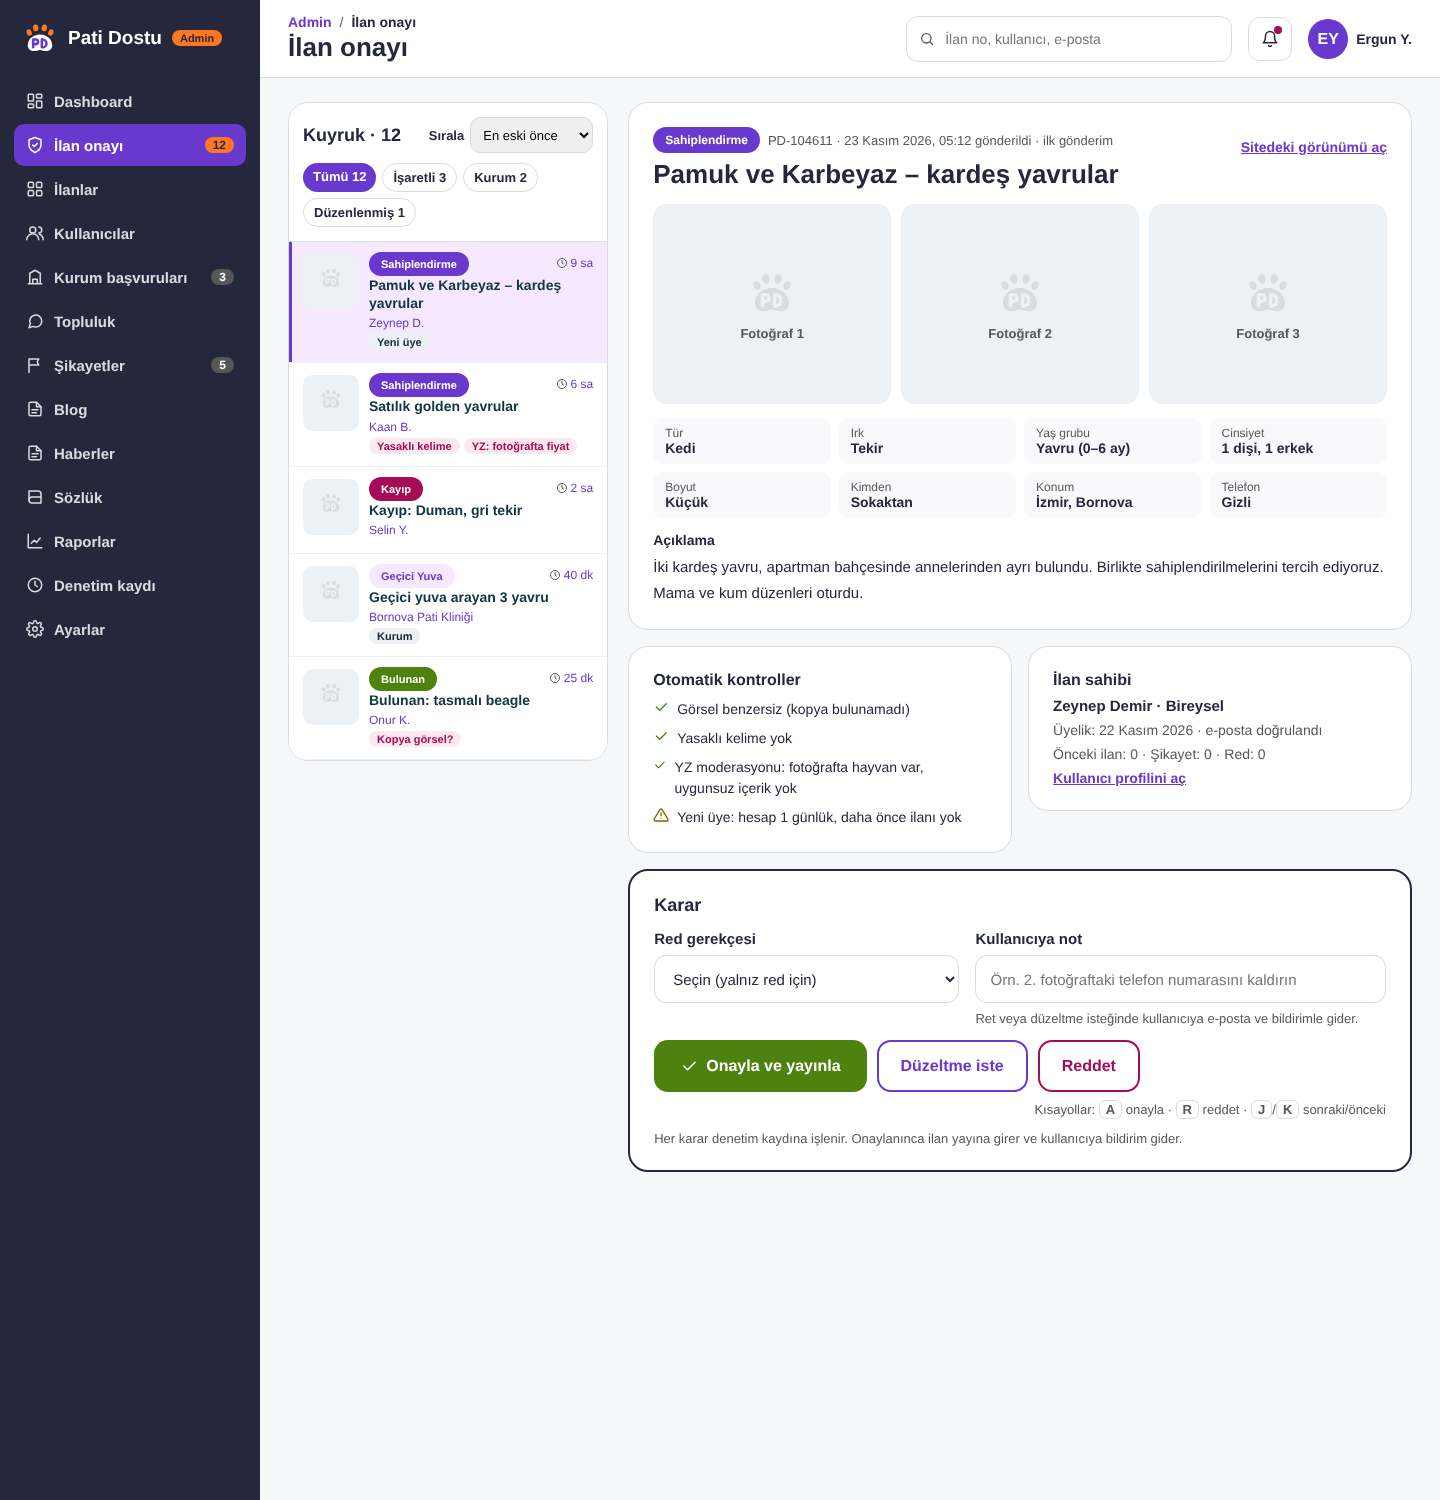 Pati Dostu Admin
Dashboard
İlan onayı 12
İlanlar
Kullanıcılar
Kurum başvuruları 3
Topluluk
Şikayetler 5
Blog
Haberler
Sözlük
Raporlar
Denetim kaydı
Ayarlar
Admin / İlan onayı
İlan onayı
İlan no, kullanıcı, e-posta
EY Ergun Y.
Kuyruk · 12 Sırala En eski önce
Tümü 12 İşaretli 3 Kurum 2
Düzenlenmiş 1
Sahiplendirme 9 sa
Pamuk ve Karbeyaz – kardeş
yavrular
Zeynep D.
Yeni üye
Sahiplendirme 6 sa
Satılık golden yavrular
Kaan B.
Yasaklı kelime YZ: fotoğrafta fiyat
Kayıp 2 sa
Kayıp: Duman, gri tekir
Selin Y.
Geçici Yuva 40 dk
Geçici yuva arayan 3 yavru
Bornova Pati Kliniği
Kurum
Bulunan 25 dk
Bulunan: tasmalı beagle
Onur K.
Kopya görsel?
Sahiplendirme PD-104611 · 23 Kasım 2026, 05:12 gönderildi · ilk gönderim
Sitedeki görünümü aç
Pamuk ve Karbeyaz – kardeş yavrular
PD PD PD
Fotoğraf 1 Fotoğraf 2 Fotoğraf 3
Tür Irk Yaş grubu Cinsiyet
Kedi Tekir Yavru (0–6 ay) 1 dişi, 1 erkek
Boyut Kimden Konum Telefon
Küçük Sokaktan İzmir, Bornova Gizli
Açıklama
İki kardeş yavru, apartman bahçesinde annelerinden ayrı bulundu. Birlikte sahiplendirilmelerini tercih ediyoruz.
Mama ve kum düzenleri oturdu.
Otomatik kontroller
Görsel benzersiz (kopya bulunamadı)
Yasaklı kelime yok
YZ moderasyonu: fotoğrafta hayvan var,
uygunsuz içerik yok
Yeni üye: hesap 1 günlük, daha önce ilanı yok
İlan sahibi
Zeynep Demir · Bireysel
Üyelik: 22 Kasım 2026 · e-posta doğrulandı
Önceki ilan: 0 · Şikayet: 0 · Red: 0
Kullanıcı profilini aç
Karar
Red gerekçesi Kullanıcıya not
Seçin (yalnız red için) Örn. 2. fotoğraftaki telefon numarasını kaldırın
Ret veya düzeltme isteğinde kullanıcıya e-posta ve bildirimle gider.
Onayla ve yayınla Düzeltme iste Reddet
Kısayollar: A onayla · R reddet · J/K sonraki/önceki
Her karar denetim kaydına işlenir. Onaylanınca ilan yayına girer ve kullanıcıya bildirim gider.